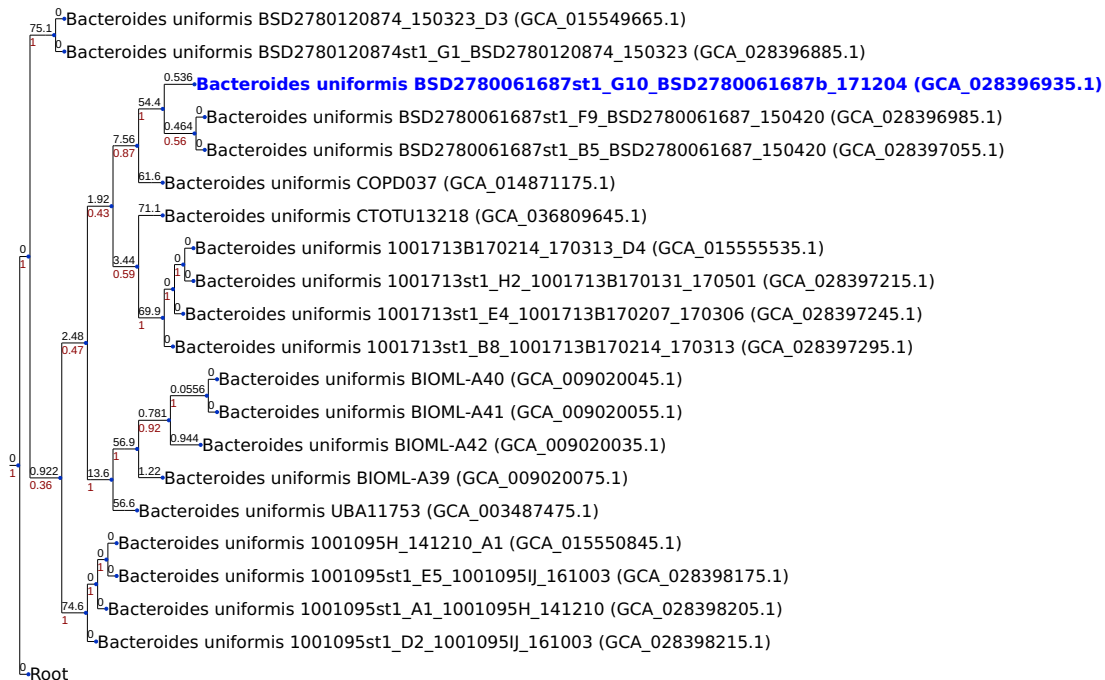 0
Bacteroides uniformis BSD2780120874_150323_D3 (GCA_015549665.1)
75.1
1
0
Bacteroides uniformis BSD2780120874st1_G1_BSD2780120874_150323 (GCA_028396885.1)
0.536
Bacteroides uniformis BSD2780061687st1_G10_BSD2780061687b_171204 (GCA_028396935.1)
54.4
1
0
Bacteroides uniformis BSD2780061687st1_F9_BSD2780061687_150420 (GCA_028396985.1)
0.464
0.56
0
Bacteroides uniformis BSD2780061687st1_B5_BSD2780061687_150420 (GCA_028397055.1)
7.56
0.87
61.6
Bacteroides uniformis COPD037 (GCA_014871175.1)
1.92
0.43
71.1
Bacteroides uniformis CTOTU13218 (GCA_036809645.1)
0
Bacteroides uniformis 1001713B170214_170313_D4 (GCA_015555535.1)
0
1
0
1
3.44
0.59
0
Bacteroides uniformis 1001713st1_H2_1001713B170131_170501 (GCA_028397215.1)
0
1
0
Bacteroides uniformis 1001713st1_E4_1001713B170207_170306 (GCA_028397245.1)
69.9
1
0
Bacteroides uniformis 1001713st1_B8_1001713B170214_170313 (GCA_028397295.1)
2.48
0.47
0
Bacteroides uniformis BIOML-A40 (GCA_009020045.1)
0.0556
1
0
Bacteroides uniformis BIOML-A41 (GCA_009020055.1)
0.781
0.92
0.944
Bacteroides uniformis BIOML-A42 (GCA_009020035.1)
56.9
1
0
1
0.922
0.36
13.6
1
1.22
Bacteroides uniformis BIOML-A39 (GCA_009020075.1)
56.6
Bacteroides uniformis UBA11753 (GCA_003487475.1)
0
Bacteroides uniformis 1001095H_141210_A1 (GCA_015550845.1)
0
1
0
Bacteroides uniformis 1001095st1_E5_1001095IJ_161003 (GCA_028398175.1)
0
1
0
Bacteroides uniformis 1001095st1_A1_1001095H_141210 (GCA_028398205.1)
74.6
1
0
Bacteroides uniformis 1001095st1_D2_1001095IJ_161003 (GCA_028398215.1)
0
Root